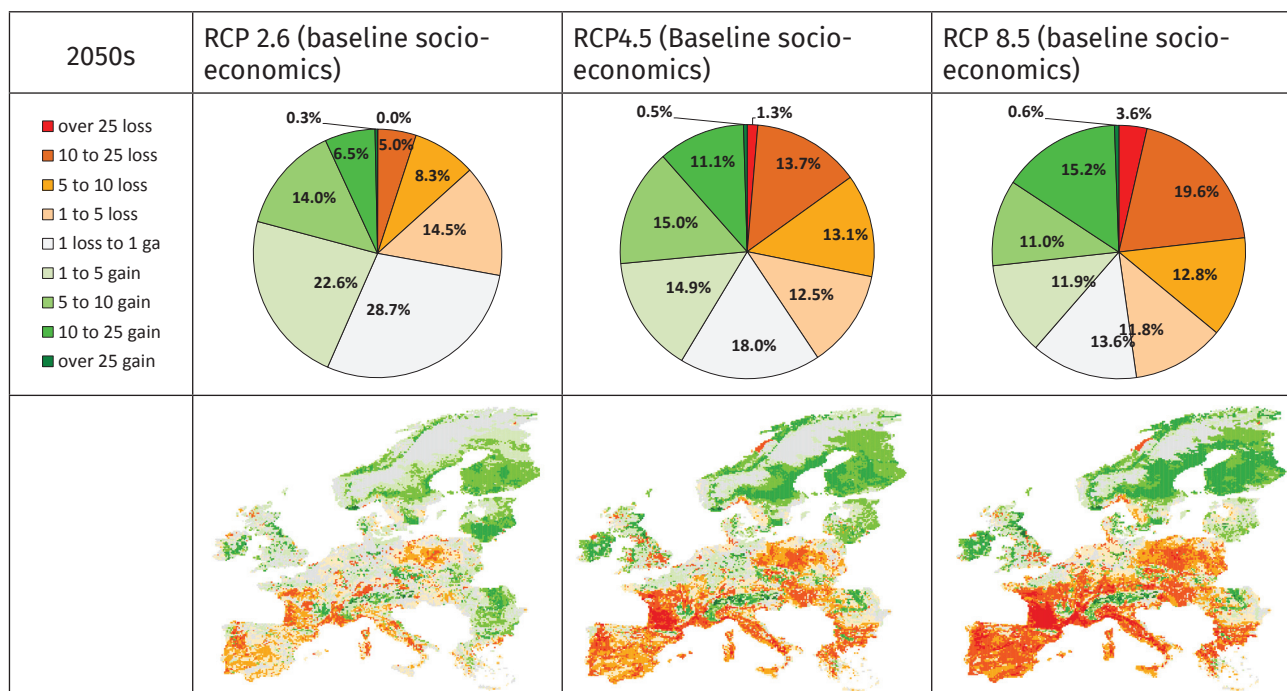 2050s
RCP 2.6 (baseline socio-
economics)
RCP4.5 (Baseline socio-
economics)
RCP 8.5 (baseline socio-
economics)
over 25 loss
10 to 25 loss
5 to 10 loss
1 to 5 loss
1 loss to 1 ga
1 to 5 gain
5 to 10 gain
10 to 25 gain
over 25 gain
0.3%
0.0%
5.0%
6.5%
8.3%
14.0%
14.5%
22.6%
28.7%
0.5%
1.3%
11.1%
13.7%
15.0%
13.1%
14.9%
12.5%
18.0%
0.6%
3.6%
15.2%
19.6%
11.0%
12.8%
11.9%
11.8%
13.6%